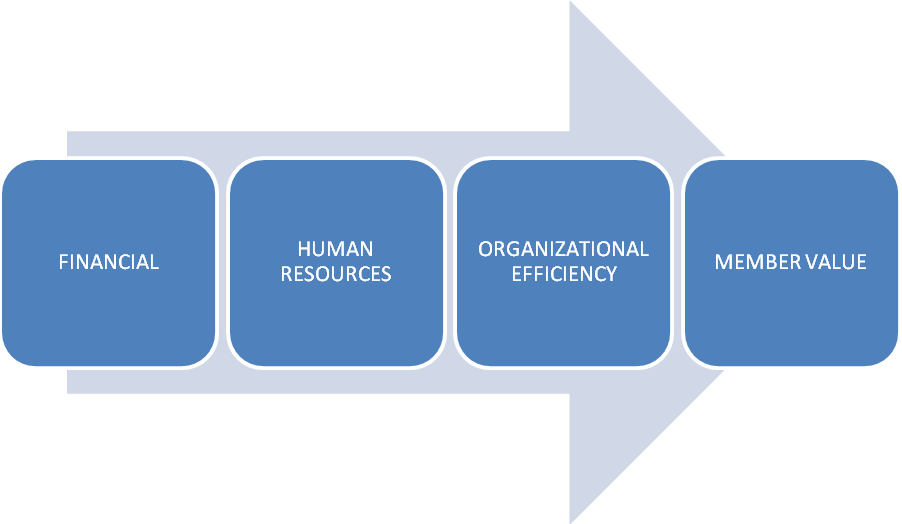 FINANCIAL
HUMAN
RESOURCES
ORGANIZATIONAL
EFFICIENCY
MEMBER VALUE